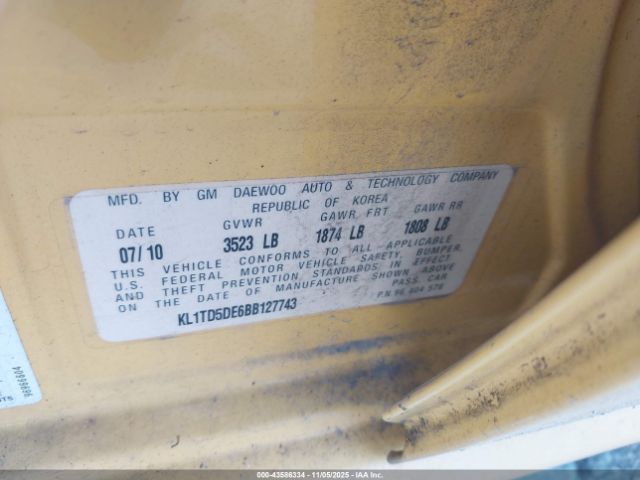 MFD. BY GM DAEWOO AUTO & TECHNOLOGY COMPANY
REPUBLIC OF KOREA
DATE GVWR GAWR FRT GAWR RR
07/10 3523 LB 1874 LB 1808 LB
THIS VEHICLE CONFORMS TO ALL APPLICABLE
U.S. FEDERAL MOTOR VEHICLE SAFETY, BUMPER,
AND THEFT PREVENTION STANDARDS IN EFFECT
ON THE DATE OF MANUFACTURE SHOWN ABOVE
PASS. CAR
KL1TD5DE6BB127743
P/N 96 804 578
000-43586334 - 11/05/2025 - IAA Inc.